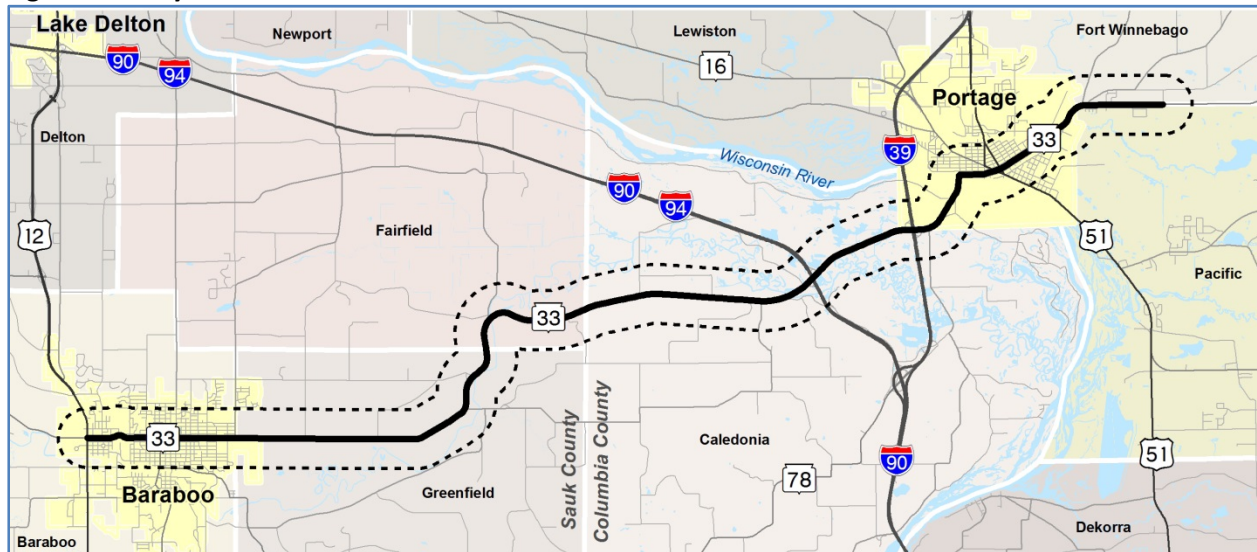 Lake Delton
Newport
Lewiston
Fort Winnebago
90
94
16
Portage
Delton
33
39
Wisconsin River
12
Fairfield
90
94
51
Pacific
33
33
Baraboo
Greenfield
Sauk County
Columbia County
Caledonia
78
90
51
Baraboo
Dekorra